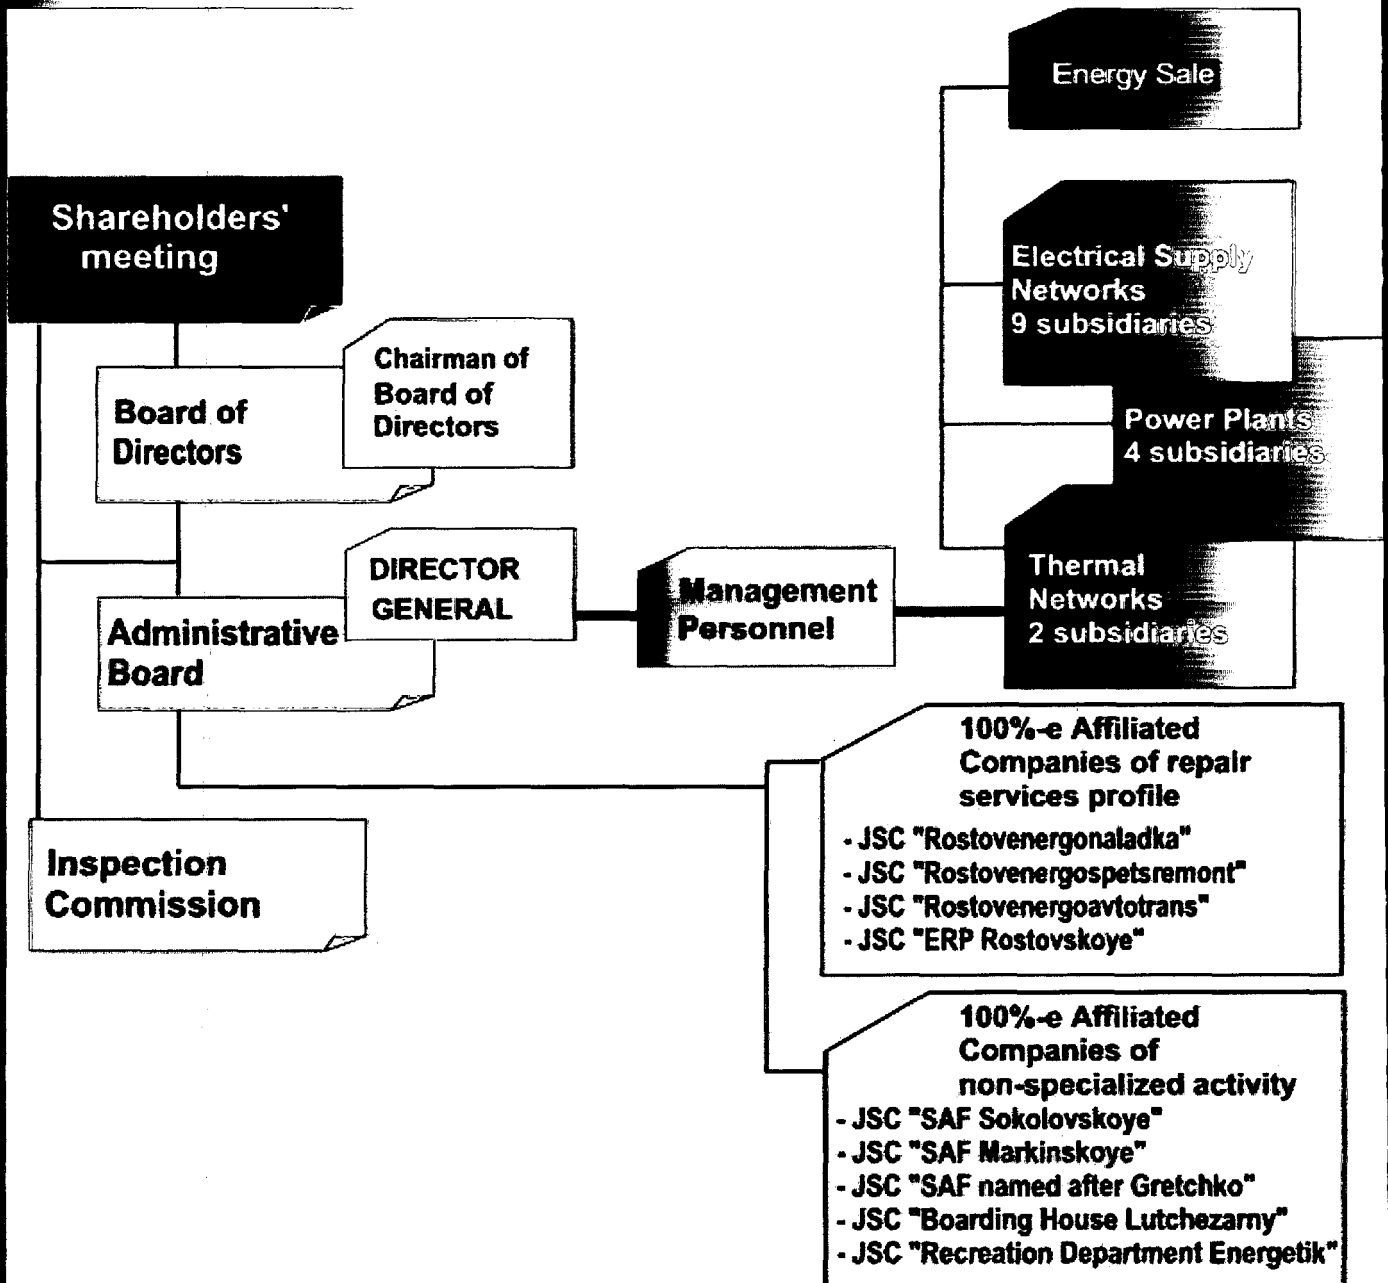 Energy Sale
Shareholders'
meeting
Electrical Supply
Networks
9 subsidiaries
Chairman of
Board of
Directors
Board of
Directors
Power Plants
4 subsidiaries
DIRECTOR
GENERAL
Administrative
Board
Management
Personnel
Thermal
Networks
2 subsidiaries
100%-e Affiliated
Companies of repair
services profile
- JSC "Rostovenergonaladka"
- JSC "Rostovenergospetsremont"
- JSC "Rostovenergoavtotrans"
- JSC "ERP Rostovskoye"
Inspection
Commission
100%-e Affiliated
Companies of
non-specialized activity
- JSC "SAF Sokolovskoye"
- JSC "SAF Markinskoye"
- JSC "SAF named after Gretchko"
- JSC "Boarding House Lutchezarny"
- JSC "Recreation Department Energetik"